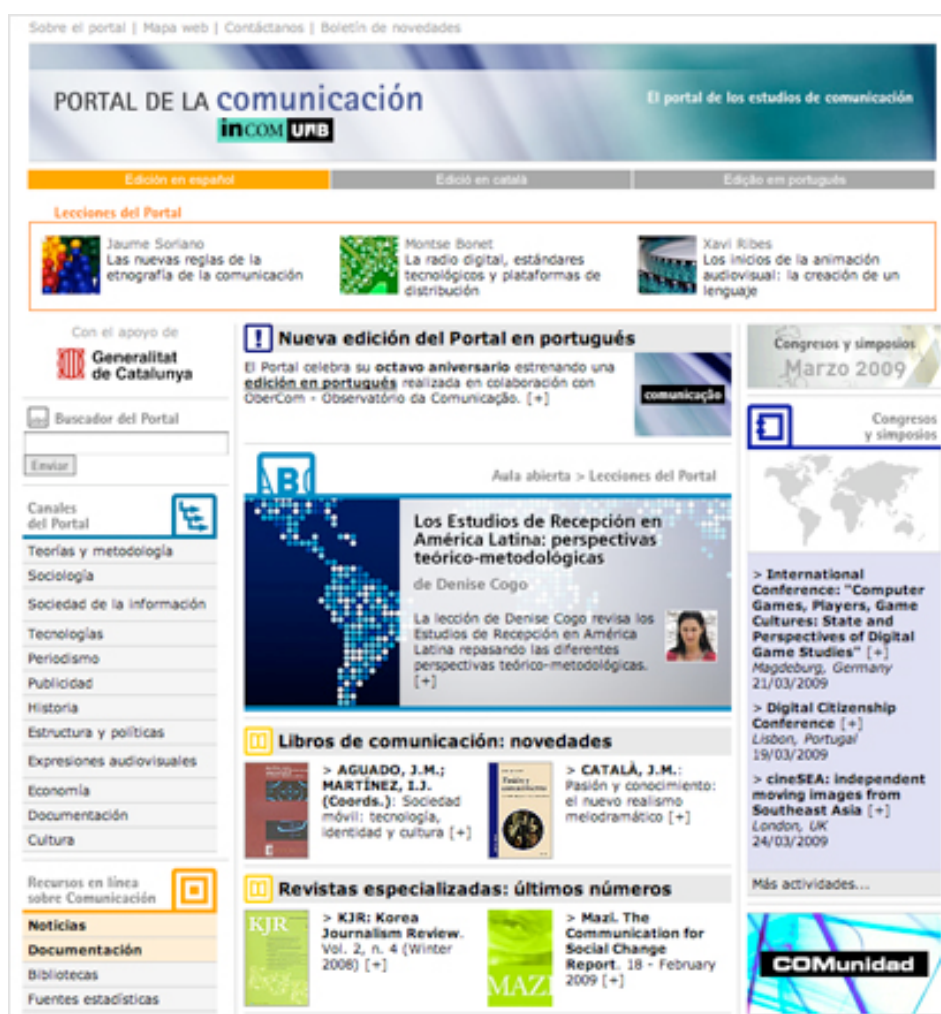 Sobre el portal | Mapa web | Contáctanos | Boletín de novedades
PORTAL DE LA comunicación
inCOM UAB
El portal de los estudios de comunicación
Edición en español
Edició en català
Edição em português
Lecciones del Portal
Jaume Soriano
Las nuevas reglas de la
etnografía de la comunicación
Montse Bonet
La radio digital, estándares
tecnológicos y plataformas de
distribución
Xavi Ribes
Los inicios de la animación
audiovisual: la creación de un
lenguaje
Con el apoyo de
Generalitat
de Catalunya
Buscador del Portal
Enviar
Canales
del Portal
Teorías y metodología
Sociología
Sociedad de la información
Tecnologías
Periodismo
Publicidad
Historia
Estructura y políticas
Expresiones audiovisuales
Economía
Documentación
Cultura
Recursos en línea
sobre Comunicación
Noticias
Documentación
Bibliotecas
Fuentes estadísticas
! Nueva edición del Portal en portugués
El Portal celebra su octavo aniversario estrenando una
edición en portugués realizada en colaboración con
OberCom - Observatório da Comunicação. [+]
comunicação
AB
Aula abierta > Lecciones del Portal
Los Estudios de Recepción en
América Latina: perspectivas
teórico-metodológicas
de Denise Cogo
La lección de Denise Cogo revisa los
Estudios de Recepción en América
Latina repasando las diferentes
perspectivas teórico-metodológicas.
[+]
Libros de comunicación: novedades
> AGUADO, J.M.;
MARTÍNEZ, I.J.
(Coords.): Sociedad
móvil: tecnología,
identidad y cultura [+]
Pasión y
conocimiento
> CATALÀ, J.M.:
Pasión y conocimiento:
el nuevo realismo
melodramático [+]
Revistas especializadas: últimos números
KJR
> KJR: Korea
Journalism Review.
Vol. 2, n. 4 (Winter
2008) [+]
MAZI
> Mazi. The
Communication for
Social Change
Report. 18 - February
2009 [+]
Congresos y simposios
Marzo 2009
Congresos
y simposios
> International
Conference: "Computer
Games, Players, Game
Cultures: State and
Perspectives of Digital
Game Studies" [+]
Magdeburg, Germany
21/03/2009
> Digital Citizenship
Conference [+]
Lisbon, Portugal
19/03/2009
> cineSEA: independent
moving images from
Southeast Asia [+]
London, UK
24/03/2009
Más actividades...
COMunidad